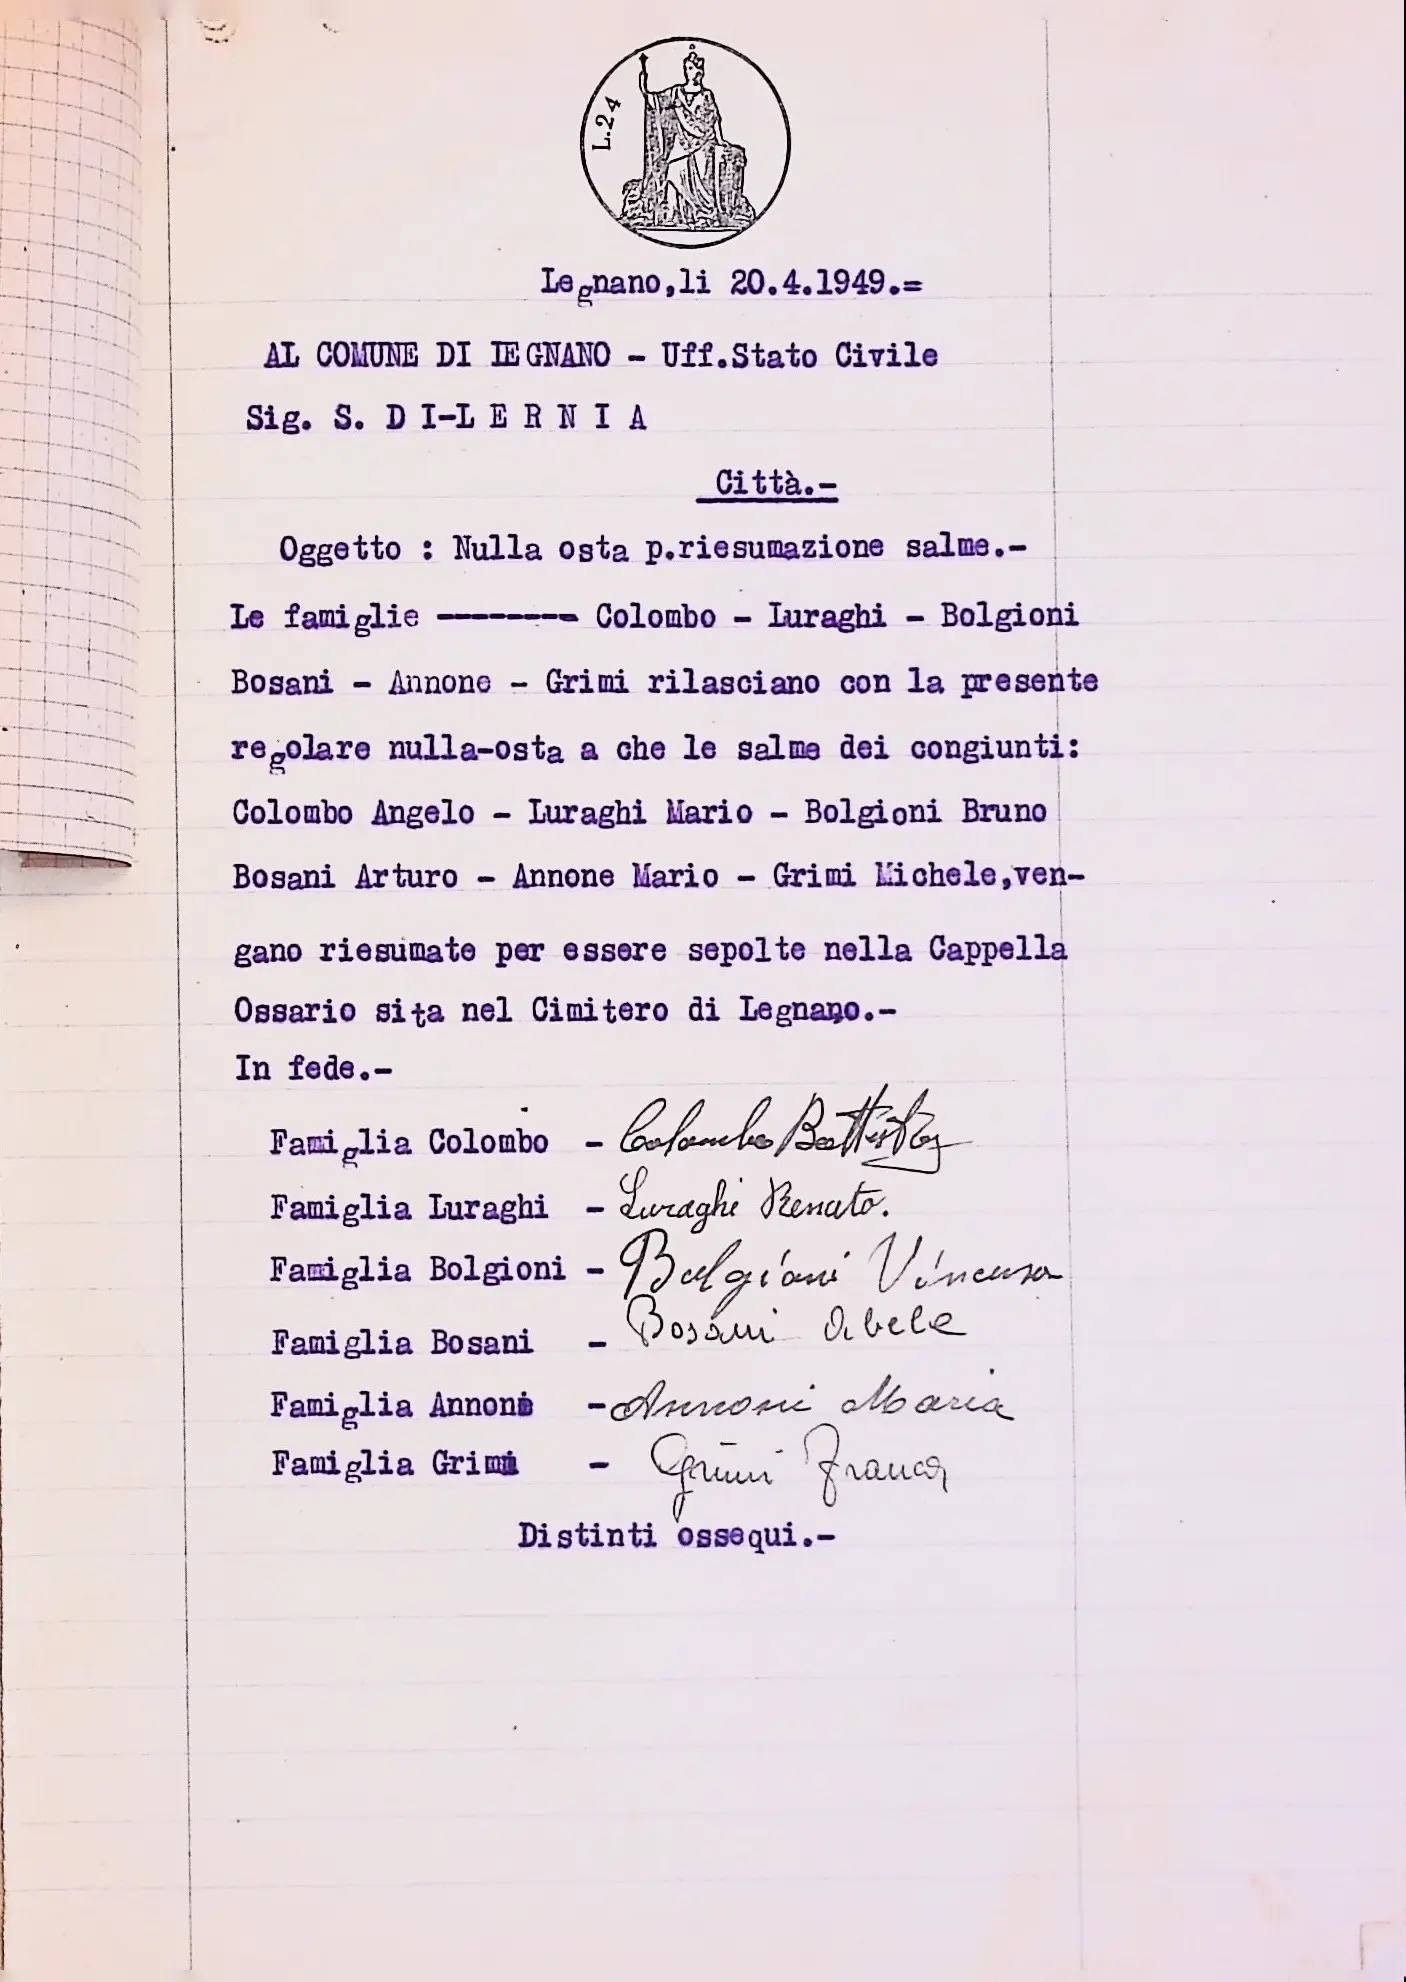 L.24
Legnano,li 20.4.1949.=
AL COMUNE DI LEGNANO - Uff.Stato Civile
Sig. S. D I-L E R N I A
Città.-
Oggetto : Nulla osta p.riesumazione salme.-
Le famiglie -------- Colombo - Luraghi - Bolgioni
Bosani - Annone - Grimi rilasciano con la presente
regolare nulla-osta a che le salme dei congiunti:
Colombo Angelo - Luraghi Mario - Bolgioni Bruno
Bosani Arturo - Annone Mario - Grimi Michele,ven-
gano riesumate per essere sepolte nella Cappella
Ossario sita nel Cimitero di Legnano.-
In fede.-
Famiglia Colombo - Colombo Battista
Famiglia Luraghi - Luraghi Renato.
Famiglia Bolgioni - Bolgioni
Famiglia Bosani - Bosani Abele
Famiglia Annoni - Annoni Maria
Famiglia Grimi - Grimi Franca
Distinti ossequi.-